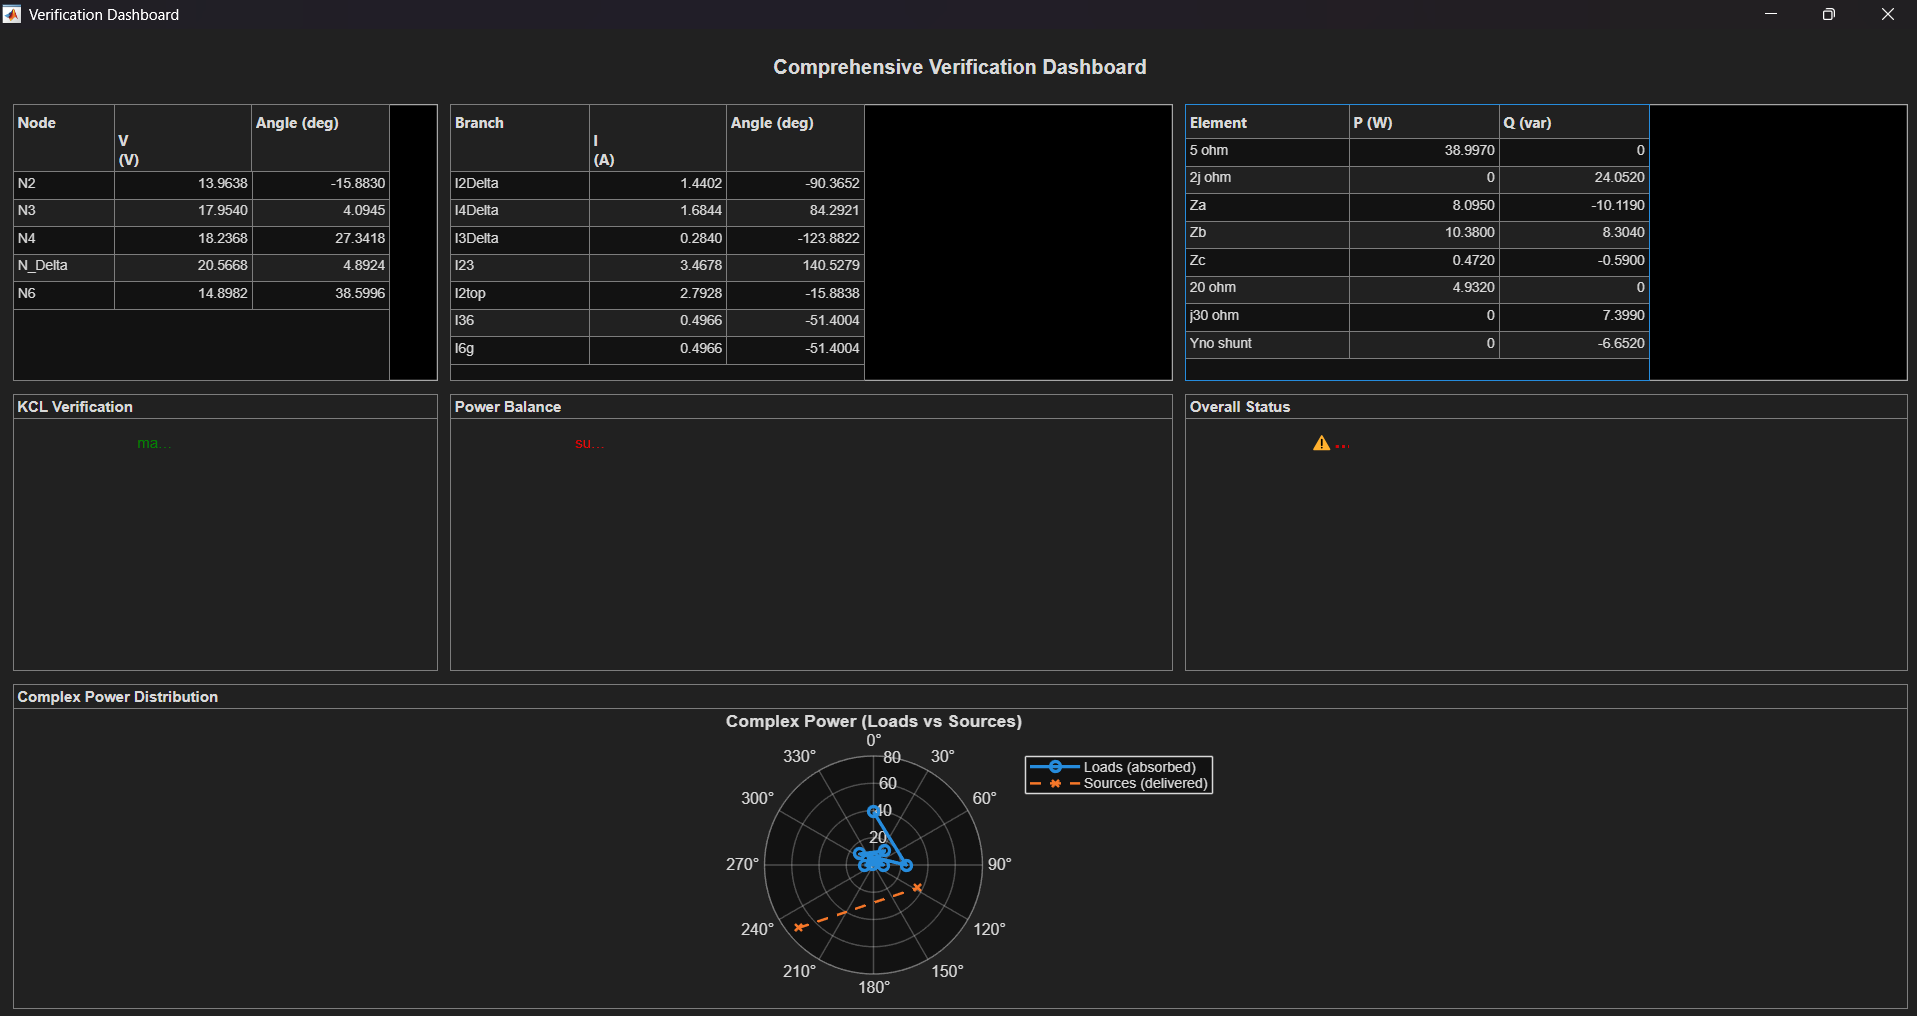 Verification Dashboard
Comprehensive Verification Dashboard
Node V (V) Angle (deg)
N2 13.9638 -15.8830
N3 17.9540 4.0945
N4 18.2368 27.3418
N_Delta 20.5668 4.8924
N6 14.8982 38.5996
Branch I (A) Angle (deg)
I2Delta 1.4402 -90.3652
I4Delta 1.6844 84.2921
I3Delta 0.2840 -123.8822
I23 3.4678 140.5279
I2top 2.7928 -15.8838
I36 0.4966 -51.4004
I6g 0.4966 -51.4004
Element P (W) Q (var)
5 ohm 38.9970 0
2j ohm 0 24.0520
Za 8.0950 -10.1190
Zb 10.3800 8.3040
Zc 0.4720 -0.5900
20 ohm 4.9320 0
j30 ohm 0 7.3990
Yno shunt 0 -6.6520
KCL Verification
ma...
Power Balance
su...
Overall Status
...
Complex Power Distribution
Complex Power (Loads vs Sources)
0°
330° 80 30°
60
300° 40 60°
20
270° 90°
240° 120°
210° 150°
180°
Loads (absorbed)
Sources (delivered)